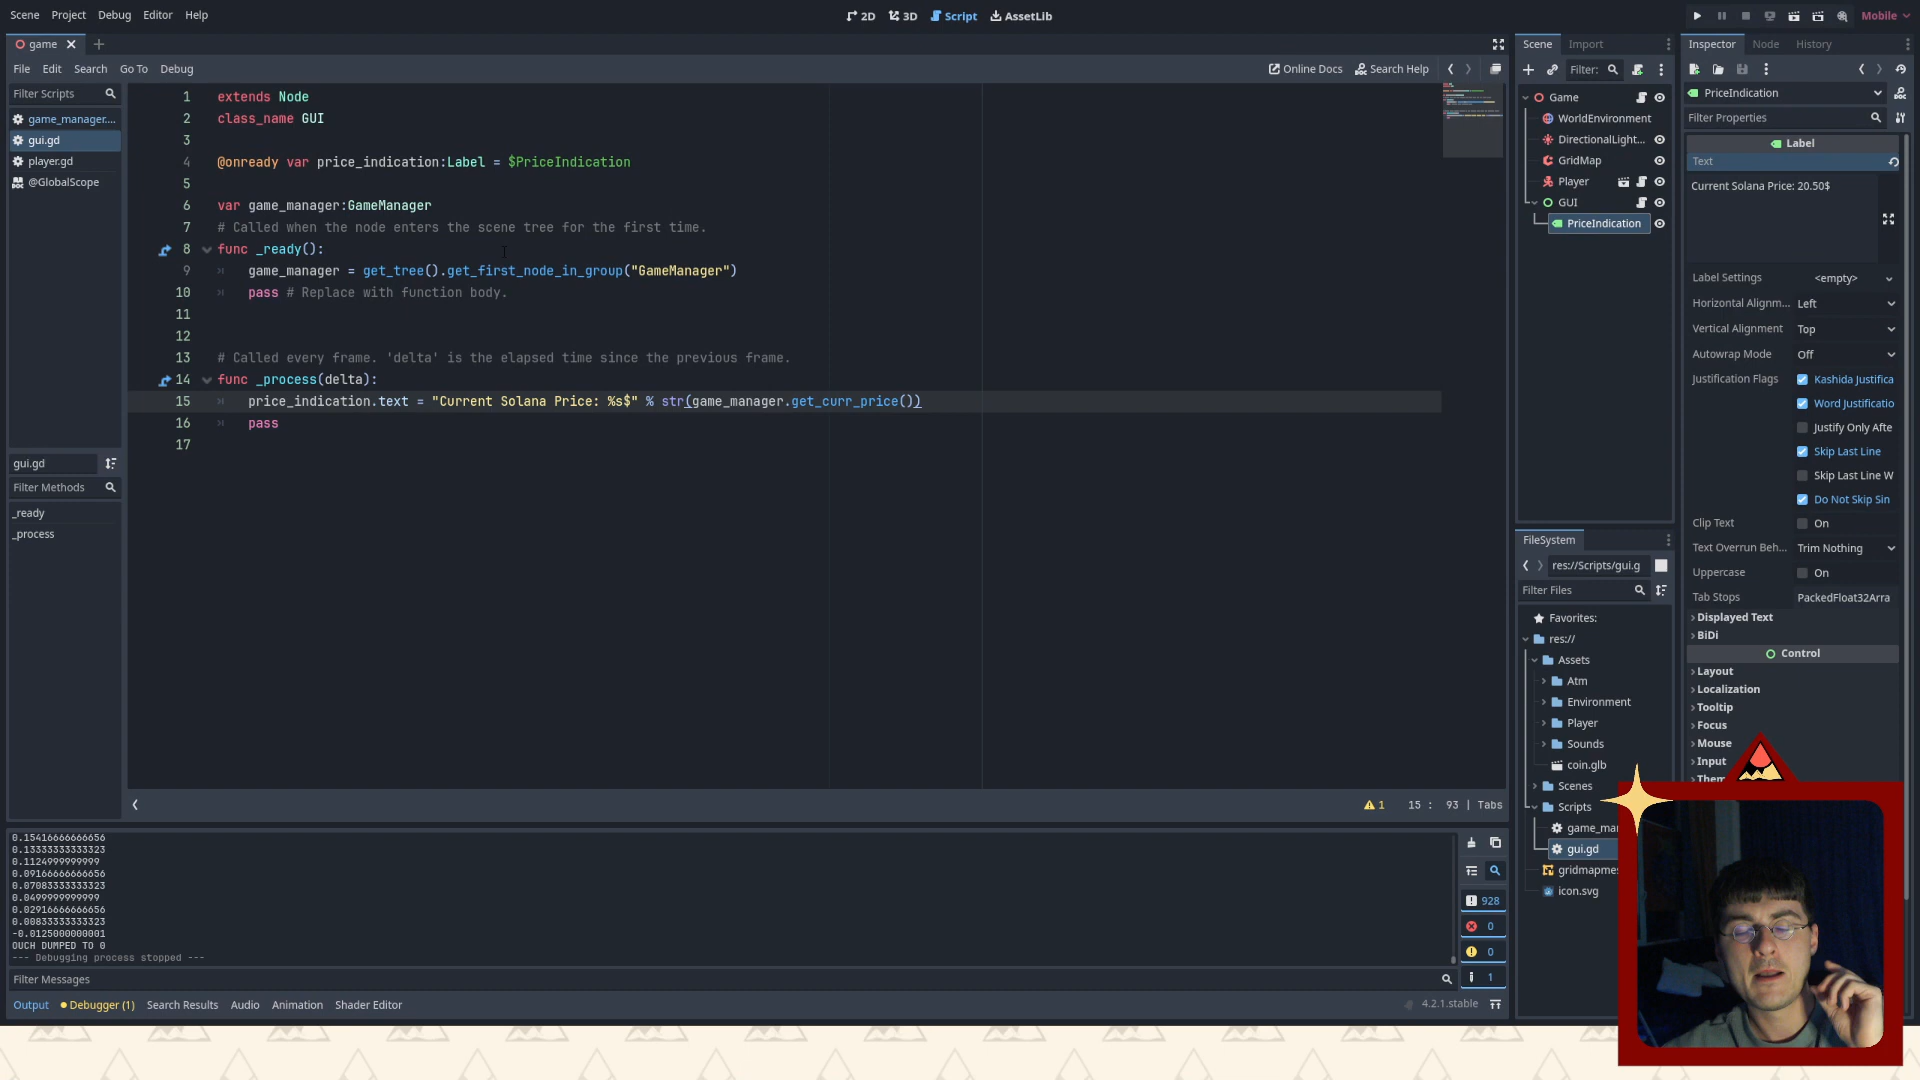 Scene Project Debug Editor Help
2D 3D Script AssetLib
Mobile
game
File Edit Search Go To Debug
Online Docs Search Help
Filter Scripts
game_manager....
gui.gd
player.gd
@GlobalScope
gui.gd
Filter Methods
_ready
_process
1 extends Node
2 class_name GUI
3
4 @onready var price_indication:Label = $PriceIndication
5
6 var game_manager:GameManager
7 # Called when the node enters the scene tree for the first time.
8 func _ready():
9 game_manager = get_tree().get_first_node_in_group("GameManager")
10 pass # Replace with function body.
11
12
13 # Called every frame. 'delta' is the elapsed time since the previous frame.
14 func _process(delta):
15 price_indication.text = "Current Solana Price: %s$" % str(game_manager.get_curr_price())
16 pass
17
1 15 : 93 | Tabs
0.15416666666656
0.13333333333323
0.1124999999999
0.09166666666656
0.07083333333323
0.0499999999999
0.02916666666656
0.00833333333323
-0.0125000000001
OUCH DUMPED TO 0
--- Debugging process stopped ---
928
0
0
1
Filter Messages
Output Debugger (1) Search Results Audio Animation Shader Editor
4.2.1.stable
Scene Import
Filter:
Game
WorldEnvironment
DirectionalLight...
GridMap
Player
GUI
PriceIndication
FileSystem
res://Scripts/gui.g
Filter Files
Favorites:
res://
Assets
Atm
Environment
Player
Sounds
coin.glb
Scenes
Scripts
game_mar
gui.gd
gridmapmes
icon.svg
Inspector Node History
PriceIndication
Filter Properties
Label
Text
Current Solana Price: 20.50$
Label Settings <empty>
Horizontal Alignm... Left
Vertical Alignment Top
Autowrap Mode Off
Justification Flags Kashida Justifica
Word Justificatio
Justify Only Afte
Skip Last Line
Skip Last Line W
Do Not Skip Sin
Clip Text On
Text Overrun Beh... Trim Nothing
Uppercase On
Tab Stops PackedFloat32Arra
Displayed Text
BiDi
Control
Layout
Localization
Tooltip
Focus
Mouse
Input